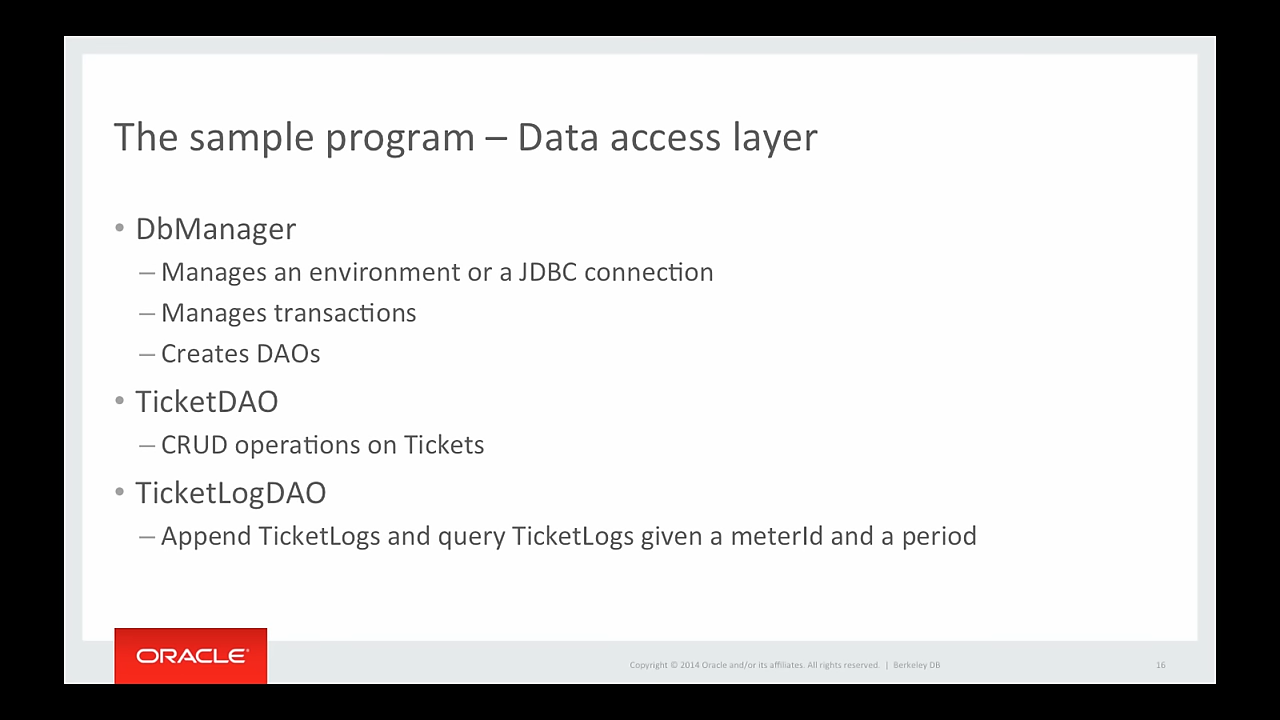 The sample program – Data access layer
• DbManager
– Manages an environment or a JDBC connection
– Manages transactions
– Creates DAOs
• TicketDAO
– CRUD operations on Tickets
• TicketLogDAO
– Append TicketLogs and query TicketLogs given a meterId and a period
ORACLE®
Copyright © 2014 Oracle and/or its affiliates. All rights reserved. | Berkeley DB
16